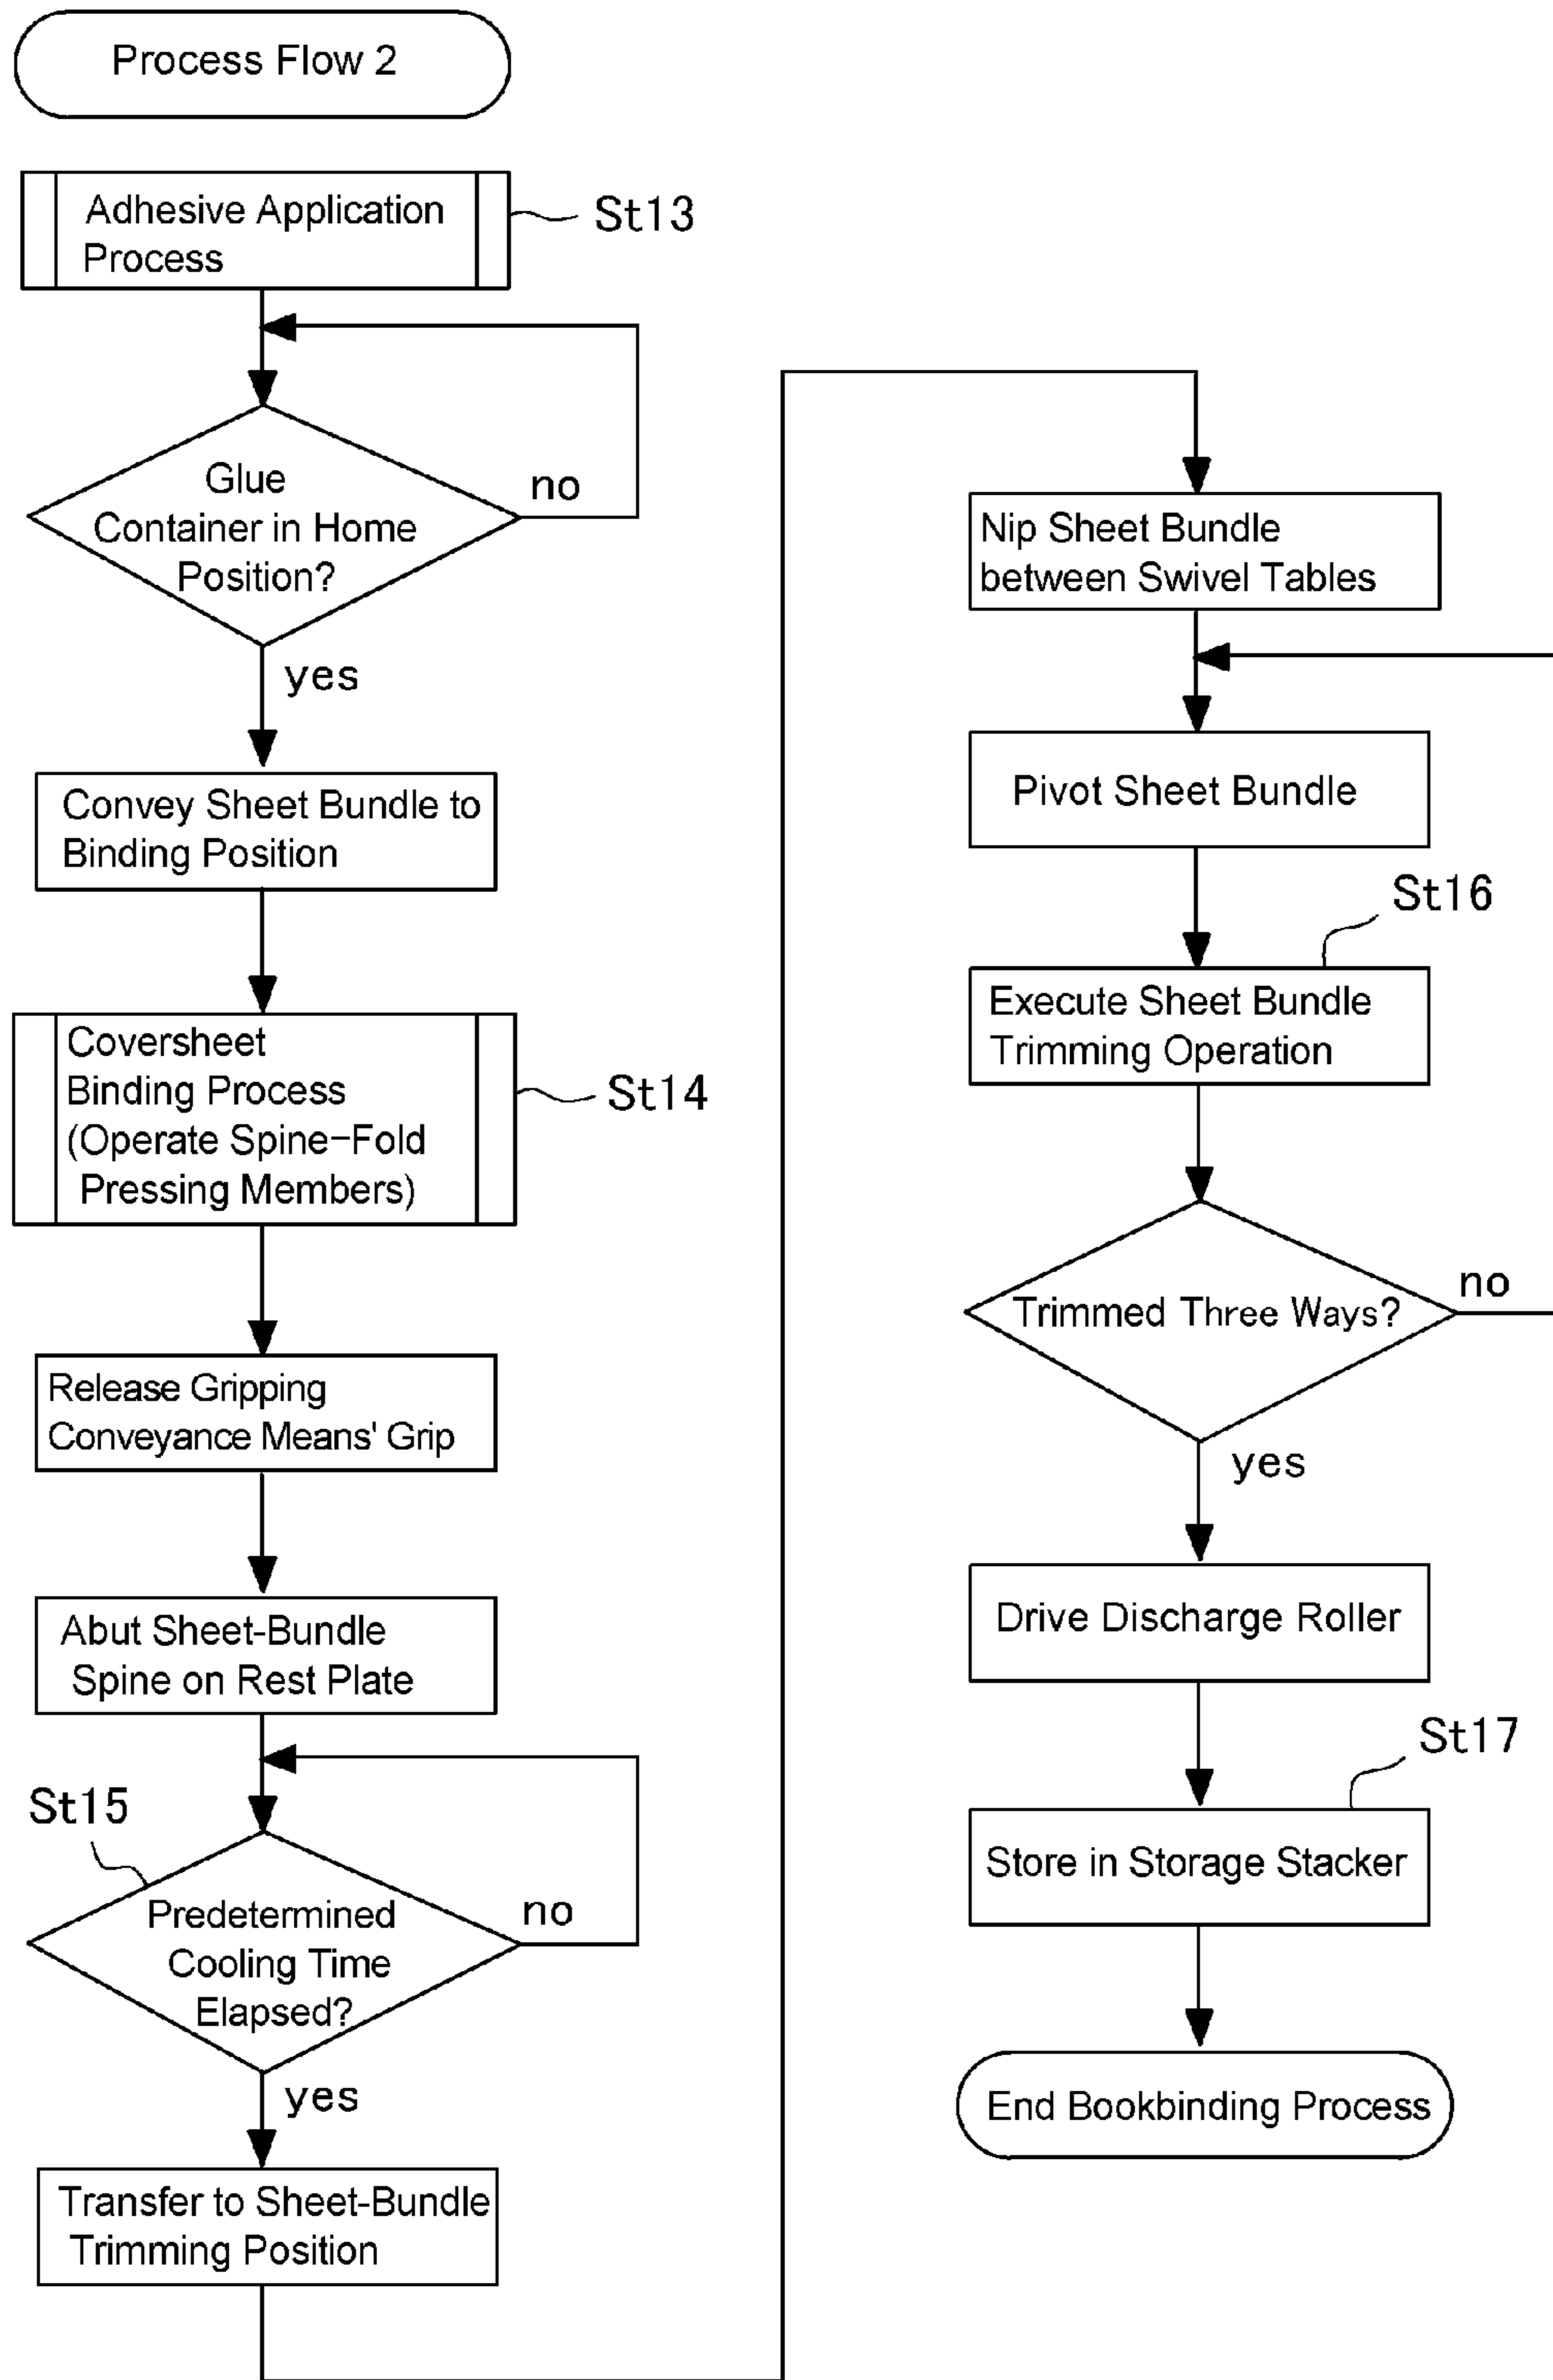 Process Flow 2
Adhesive Application
Process
St13
Glue
Container in Home
Position?
no
yes
Convey Sheet Bundle to
Binding Position
Coversheet
Binding Process
(Operate Spine-Fold
Pressing Members)
St14
Release Gripping
Conveyance Means' Grip
Abut Sheet-Bundle
Spine on Rest Plate
St15
Predetermined
Cooling Time
Elapsed?
no
yes
Transfer to Sheet-Bundle
Trimming Position
Nip Sheet Bundle
between Swivel Tables
Pivot Sheet Bundle
St16
Execute Sheet Bundle
Trimming Operation
Trimmed Three Ways?
no
yes
Drive Discharge Roller
St17
Store in Storage Stacker
End Bookbinding Process